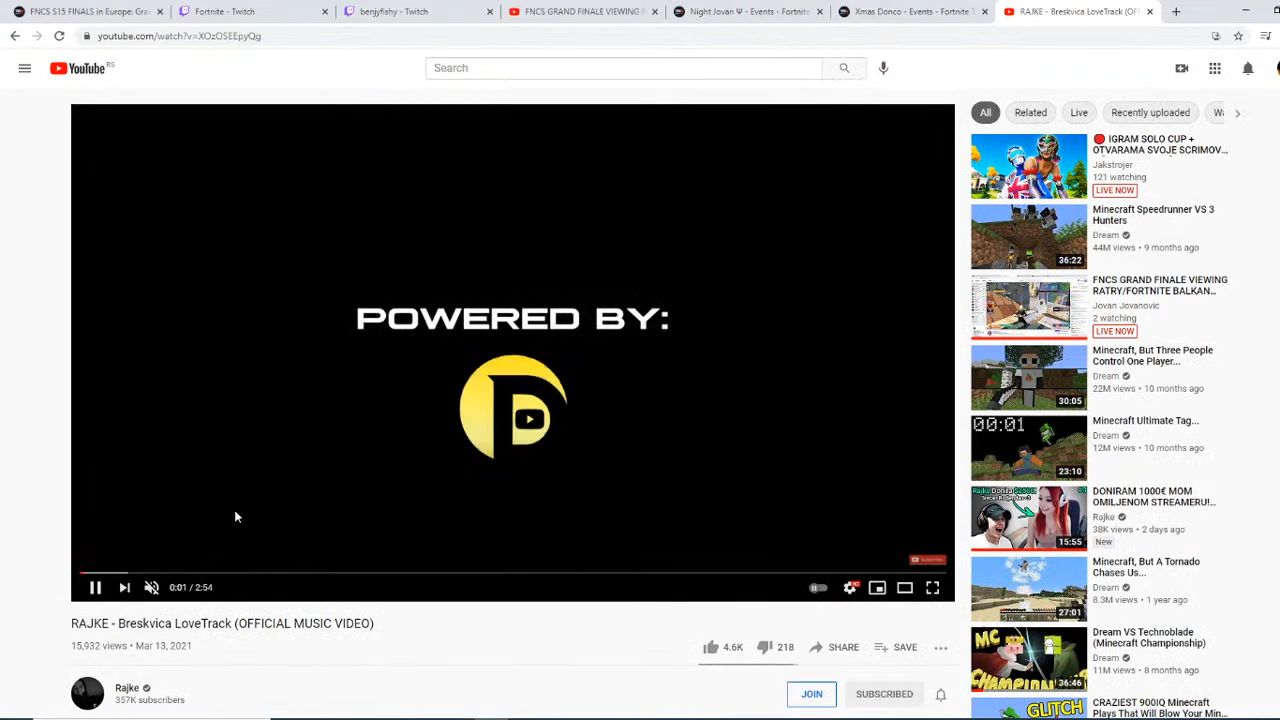 FNCS S15 FINALS in Europe: Gra
Fortnite - Twitch
benjyfishy - Twitch
FNCS GRAND FINALE VIEWING
- Events - Fortnite
Xmas Donco - Events - Fortnite T
RAJKE - Breskvica LoveTrack (OF
youtube.com/watch?v=XOzOSEEpyQg
YouTube RS
Search
All
Related
Live
Recently uploaded
POWERED BY:
Subscribe
0:01 / 2:54
RAJKE - Breskvica LoveTrack (OFFICIAL MUSIC VIDEO)
15,932 views • Mar 13, 2021
4.6K
218
SHARE
SAVE
Rajke
357K subscribers
JOIN
SUBSCRIBED
IGRAM SOLO CUP +
OTVARAMA SVOJE SCRIMOV...
Jakstrojer
121 watching
LIVE NOW
36:22
Minecraft Speedrunner VS 3
Hunters
Dream
44M views • 9 months ago
FNCS GRAND FINALE VIEWING
RATRY/FORTNITE BALKAN...
Jovan Jovanovic
2 watching
LIVE NOW
30:05
Minecraft, But Three People
Control One Player...
Dream
22M views • 10 months ago
00:01
23:10
Minecraft Ultimate Tag...
Dream
12M views • 10 months ago
15:55
DONIRAM 1000€ MOM
OMILJENOM STREAMERU!...
Rajke
38K views • 2 days ago
New
27:01
Minecraft, But A Tornado
Chases Us...
Dream
8.3M views • 1 year ago
MC
CHAMPION
36:46
Dream VS Technoblade
(Minecraft Championship)
Dream
11M views • 8 months ago
GLITCH
CRAZIEST 900IQ Minecraft
Plays That Will Blow Your Min...